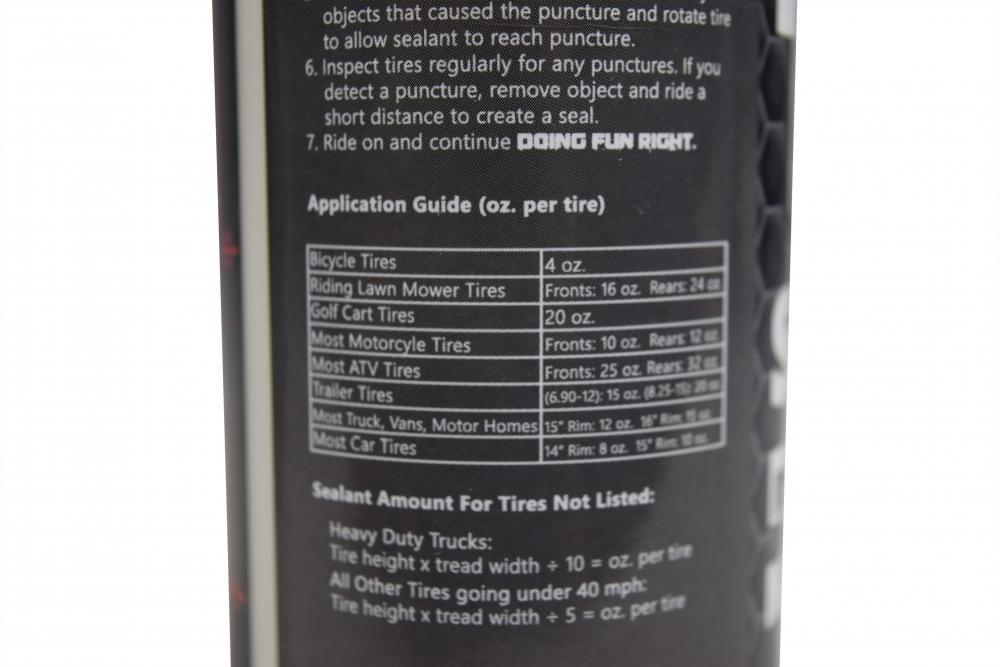 objects that caused the puncture and rotate tire
to allow sealant to reach puncture.
6. Inspect tires regularly for any punctures. If you
detect a puncture, remove object and ride a
short distance to create a seal.
7. Ride on and continue DOING FUN RIGHT.
Application Guide (oz. per tire)
Bicycle Tires 4 oz.
Riding Lawn Mower Tires Fronts: 16 oz. Rears: 24 oz.
Golf Cart Tires 20 oz.
Most Motorcyle Tires Fronts: 10 oz. Rears: 12 oz.
Most ATV Tires Fronts: 25 oz. Rears: 32 oz.
Trailer Tires (6.90-12): 15 oz. (8.25-15): 20 oz.
Most Truck, Vans, Motor Homes 15" Rim: 12 oz. 16" Rim: 15 oz.
Most Car Tires 14" Rim: 8 oz. 15" Rim: 10 oz.
Sealant Amount For Tires Not Listed:
Heavy Duty Trucks:
Tire height x tread width ÷ 10 = oz. per tire
All Other Tires going under 40 mph:
Tire height x tread width ÷ 5 = oz. per tire